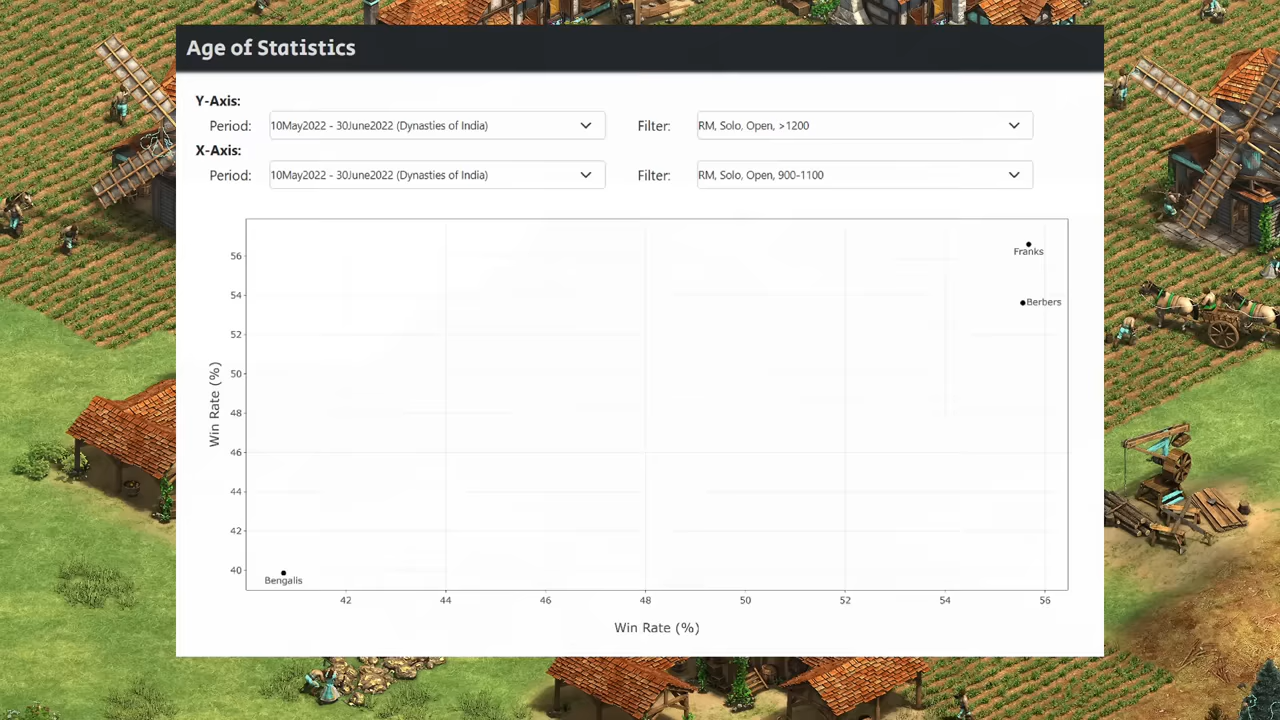 Age of Statistics
Y-Axis:
Period: 10May2022 - 30June2022 (Dynasties of India) Filter: RM, Solo, Open, >1200
X-Axis:
Period: 10May2022 - 30June2022 (Dynasties of India) Filter: RM, Solo, Open, 900-1100
Franks
56
54
Berbers
52
50
48
46
44
42
40
Win Rate (%)
Bengalis
42 44 46 48 50 52 54 56
Win Rate (%)